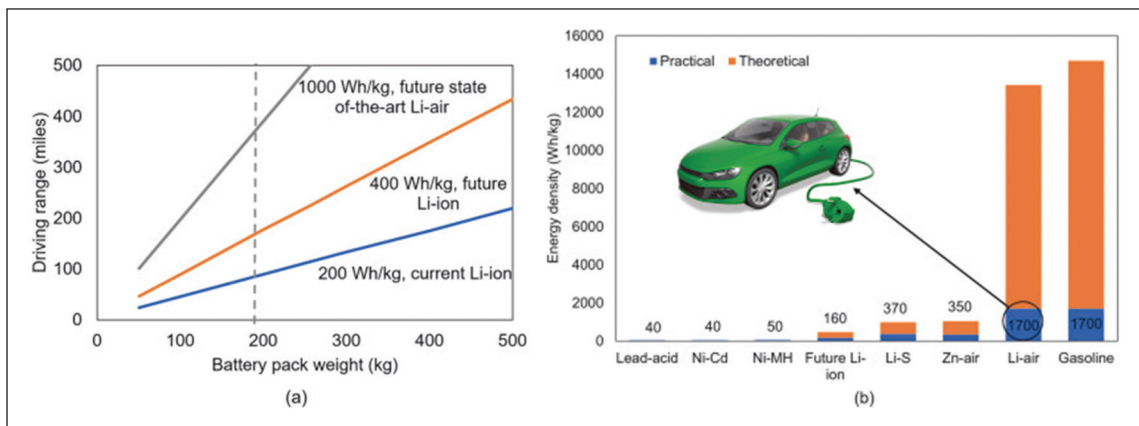 500
400
300
200
100
0
Driving range (miles)
1000 Wh/kg, future state
of-the-art Li-air
400 Wh/kg, future
Li-ion
200 Wh/kg, current Li-ion
0
100
200
300
400
500
Battery pack weight (kg)
(a)
16000
14000
12000
10000
8000
6000
4000
2000
0
Energy density (Wh/kg)
Practical
Theoretical
40
40
50
160
370
350
1700
1700
Lead-acid
Ni-Cd
Ni-MH
Future Li-
ion
Li-S
Zn-air
Li-air
Gasoline
(b)